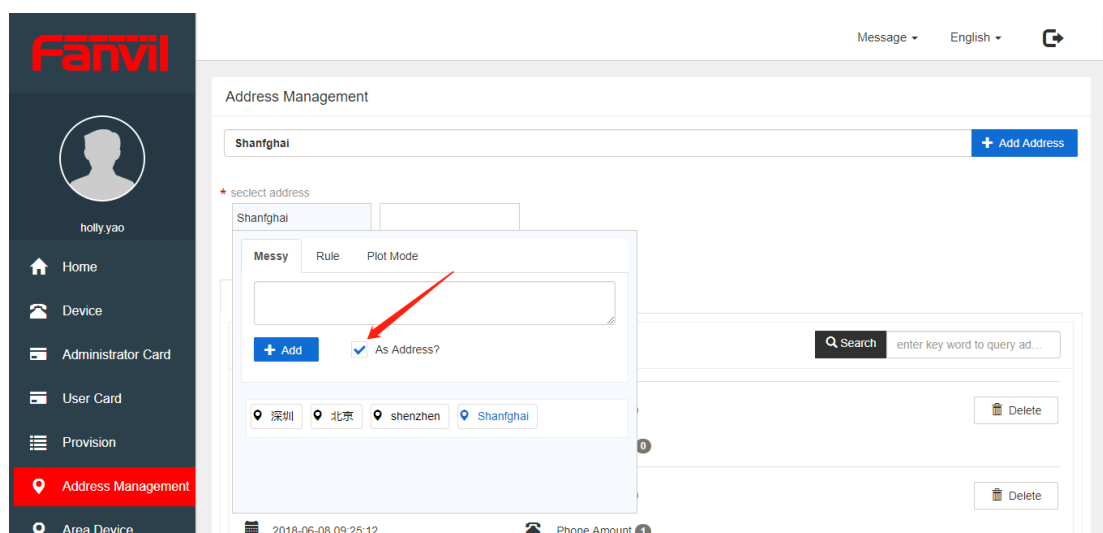 Fanvil
Message English
Address Management
Shanfghai
+ Add Address
* seclect address
Shanfghai
holly.yao
Messy Rule Plot Mode
Home
Device
+ Add As Address?
Search enter key word to query ad...
Administrator Card
User Card
深圳 北京 shenzhen Shanfghai
Delete
Provision
0
Address Management
Delete
Area Device
2018-06-08 09:25:12 Phone Amount 1